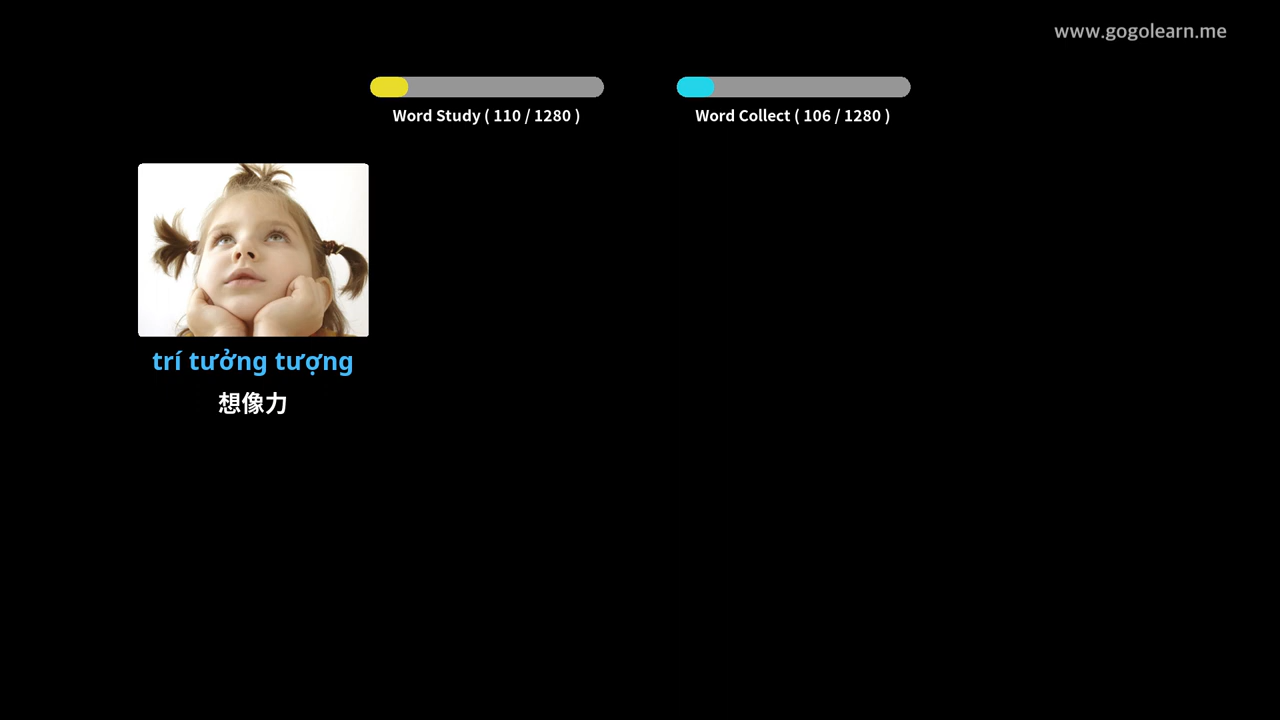 www.gogolearn.me
Word Study ( 110 / 1280 )
Word Collect ( 106 / 1280 )
trí tưởng tượng
想像力